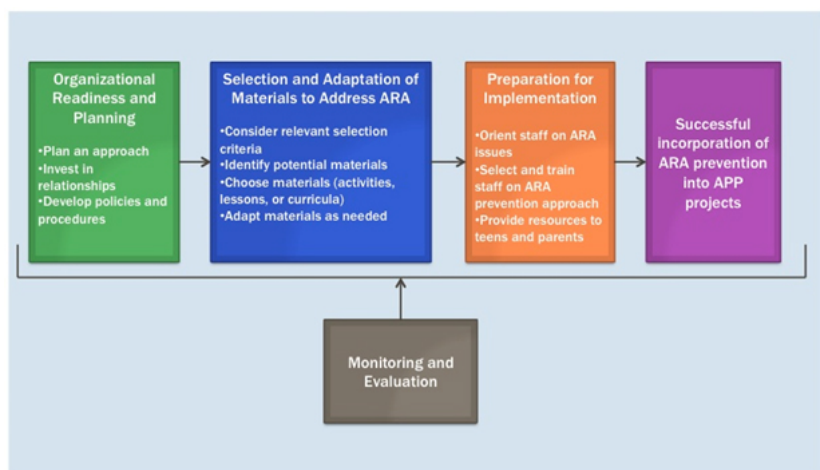 Organizational
Readiness and
Planning
•Plan an approach
•Invest in
relationships
•Develop policies and
procedures
Selection and Adaptation of
Materials to Address ARA
•Consider relevant selection
criteria
•Identify potential materials
•Choose materials (activities,
lessons, or curricula)
•Adapt materials as needed
Preparation for
Implementation
•Orient staff on ARA
issues
•Select and train
staff on ARA
prevention approach
•Provide resources to
teens and parents
Successful
incorporation of
ARA prevention
into APP
projects
Monitoring and
Evaluation